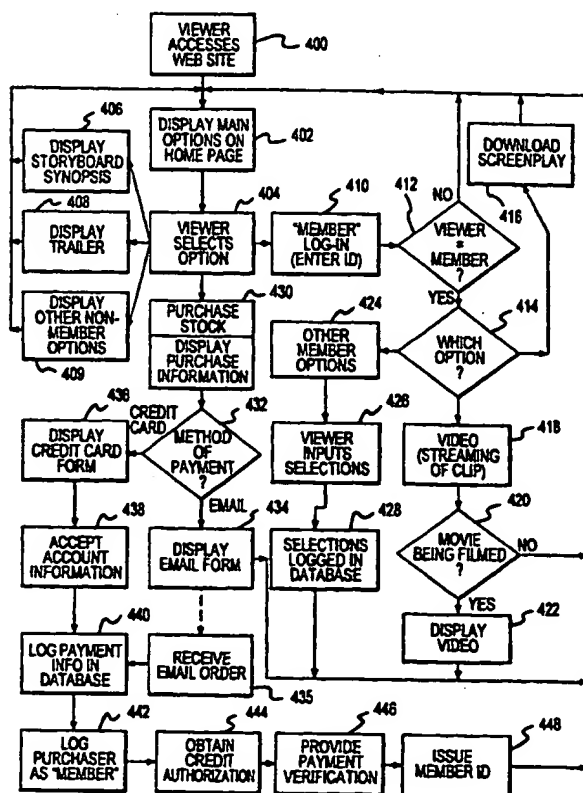 VIEWER
ACCESSES
WEB SITE
400
406
DISPLAY
STORYBOARD
SYNOPSIS
DISPLAY MAIN
OPTIONS ON
HOME PAGE
402
DOWNLOAD
SCREENPLAY
416
408
DISPLAY
TRAILER
404
VIEWER
SELECTS
OPTION
410
"MEMBER"
LOG-IN
(ENTER ID)
412
NO
VIEWER
=
MEMBER
?
YES
DISPLAY
OTHER NON-
MEMBER
OPTIONS
409
430
PURCHASE
STOCK
DISPLAY
PURCHASE
INFORMATION
424
OTHER
MEMBER
OPTIONS
414
WHICH
OPTION
?
436
CREDIT
CARD
DISPLAY
CREDIT CARD
FORM
432
METHOD
OF
PAYMENT
?
EMAIL
426
VIEWER
INPUTS
SELECTIONS
418
VIDEO
(STREAMING
OF CLIP)
438
ACCEPT
ACCOUNT
INFORMATION
434
DISPLAY
EMAIL FORM
428
SELECTIONS
LOGGED IN
DATABASE
420
MOVIE
BEING FILMED
?
NO
YES
440
LOG PAYMENT
INFO IN
DATABASE
RECEIVE
EMAIL ORDER
435
422
DISPLAY
VIDEO
442
LOG
PURCHASER
AS "MEMBER"
444
OBTAIN
CREDIT
AUTHORIZATION
446
PROVIDE
PAYMENT
VERIFICATION
448
ISSUE
MEMBER ID